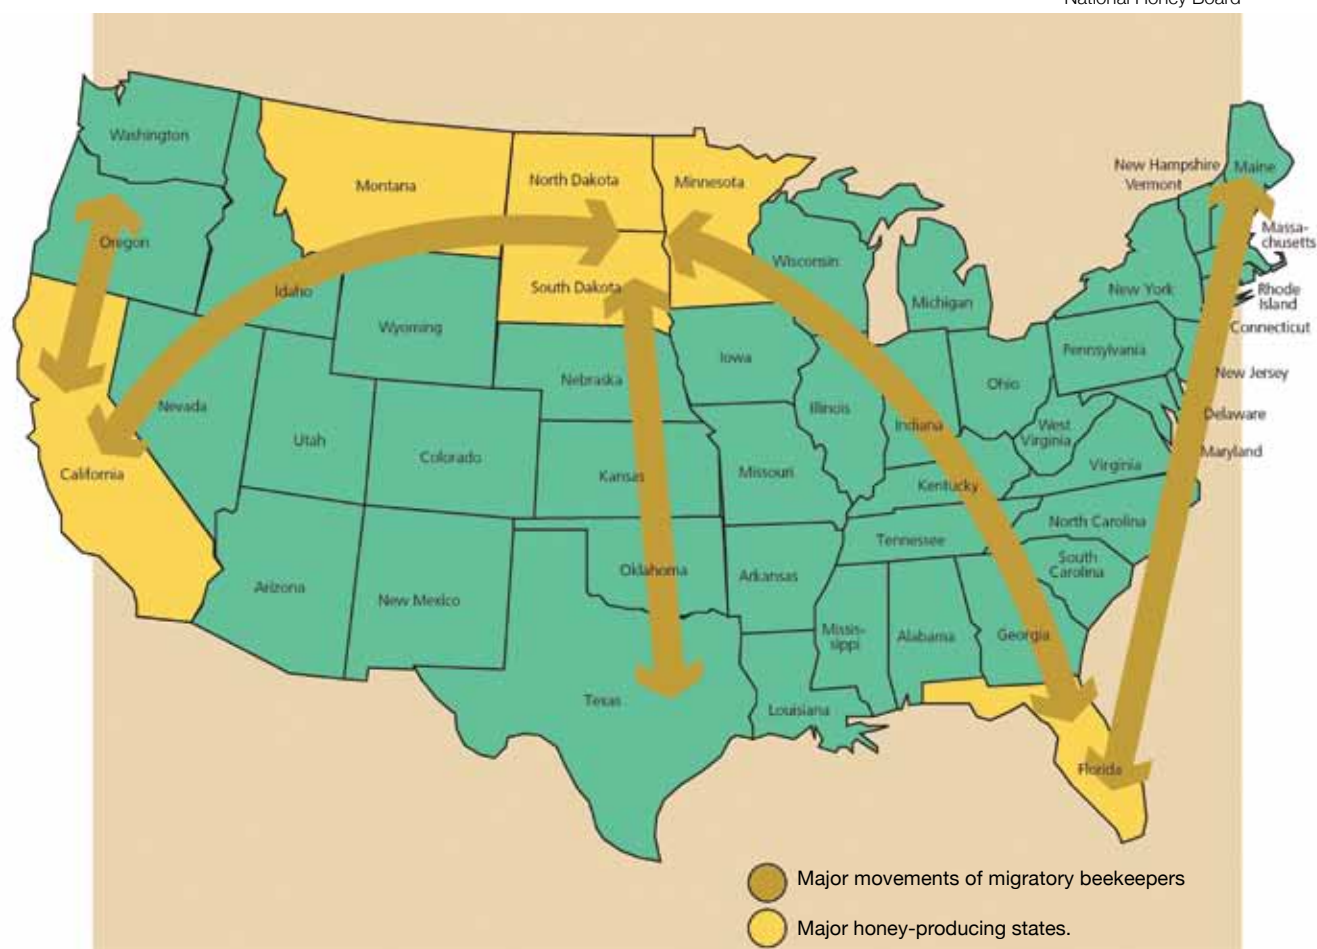 National Honey Board
Washington
Montana
North Dakota
Minnesota
New Hampshire
Vermont
Maine
Oregon
Massa-
chusetts
Idaho
South Dakota
Wisconsin
Michigan
New York
Rhode
Island
Wyoming
Connecticut
Iowa
Pennsylvania
Nebraska
New Jersey
Ohio
Nevada
Illinois
Delaware
Utah
Indiana
West
Virginia
Colorado
Maryland
California
Kansas
Missouri
Virginia
Kentucky
North Carolina
Tennessee
South
Carolina
Oklahoma
Arkansas
Arizona
New Mexico
Missis-
sippi
Alabama
Georgia
Texas
Louisiana
Florida
Major movements of migratory beekeepers
Major honey-producing states.